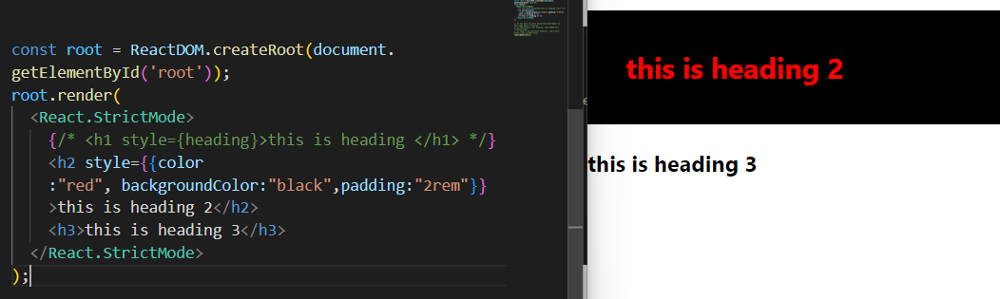 const root = ReactDOM.createRoot(document.
getElementById('root'));
root.render(
<React.StrictMode>
{/* <h1 style={heading}>this is heading </h1> */}
<h2 style={{color
:"red", backgroundColor:"black",padding:"2rem"}}
>this is heading 2</h2>
<h3>this is heading 3</h3>
</React.StrictMode>
);
this is heading 2
this is heading 3